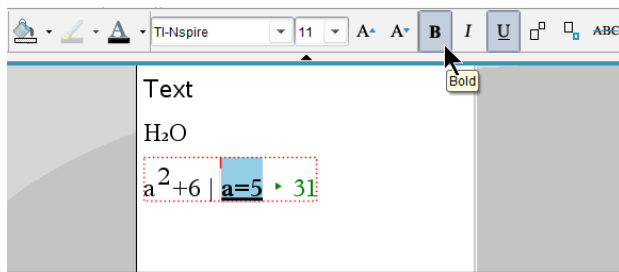 TI-Nspire 11 A A B I U ABC
Bold
Text
H₂O
a²+6 | a=5 ▸ 31